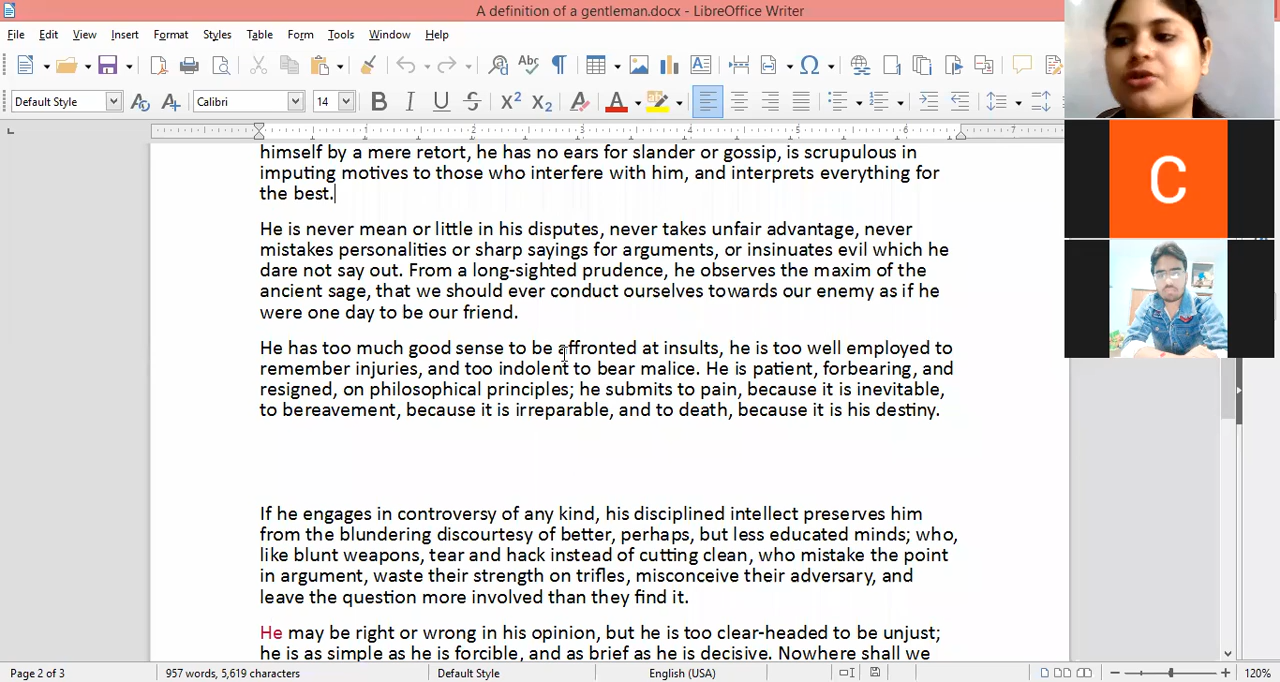 A definition of a gentleman.docx - LibreOffice Writer
File Edit View Insert Format Styles Table Form Tools Window Help
Default Style Calibri 14
1 2 3 4 5 6 7
himself by a mere retort, he has no ears for slander or gossip, is scrupulous in
imputing motives to those who interfere with him, and interprets everything for
the best.
He is never mean or little in his disputes, never takes unfair advantage, never
mistakes personalities or sharp sayings for arguments, or insinuates evil which he
dare not say out. From a long-sighted prudence, he observes the maxim of the
ancient sage, that we should ever conduct ourselves towards our enemy as if he
were one day to be our friend.
He has too much good sense to be affronted at insults, he is too well employed to
remember injuries, and too indolent to bear malice. He is patient, forbearing, and
resigned, on philosophical principles; he submits to pain, because it is inevitable,
to bereavement, because it is irreparable, and to death, because it is his destiny.
If he engages in controversy of any kind, his disciplined intellect preserves him
from the blundering discourtesy of better, perhaps, but less educated minds; who,
like blunt weapons, tear and hack instead of cutting clean, who mistake the point
in argument, waste their strength on trifles, misconceive their adversary, and
leave the question more involved than they find it.
He may be right or wrong in his opinion, but he is too clear-headed to be unjust;
he is as simple as he is forcible, and as brief as he is decisive. Nowhere shall we
Page 2 of 3 957 words, 5,619 characters Default Style English (USA) 120%
C